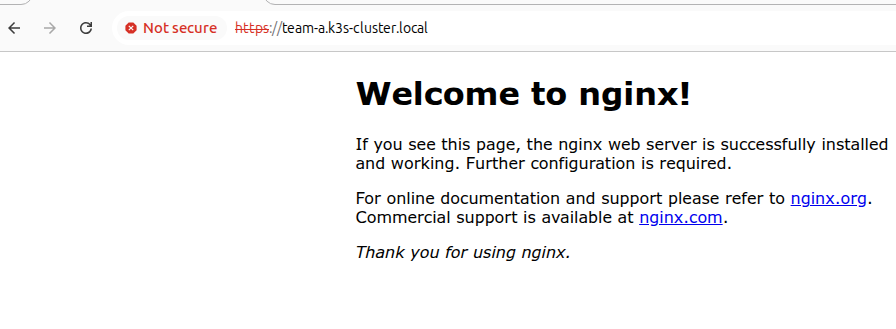 Not secure https://team-a.k3s-cluster.local
Welcome to nginx!
If you see this page, the nginx web server is successfully installed
and working. Further configuration is required.
For online documentation and support please refer to nginx.org.
Commercial support is available at nginx.com.
Thank you for using nginx.